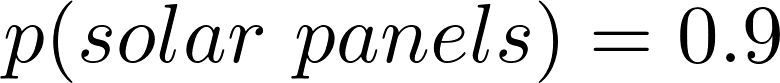 p(solar panels) = 0.9